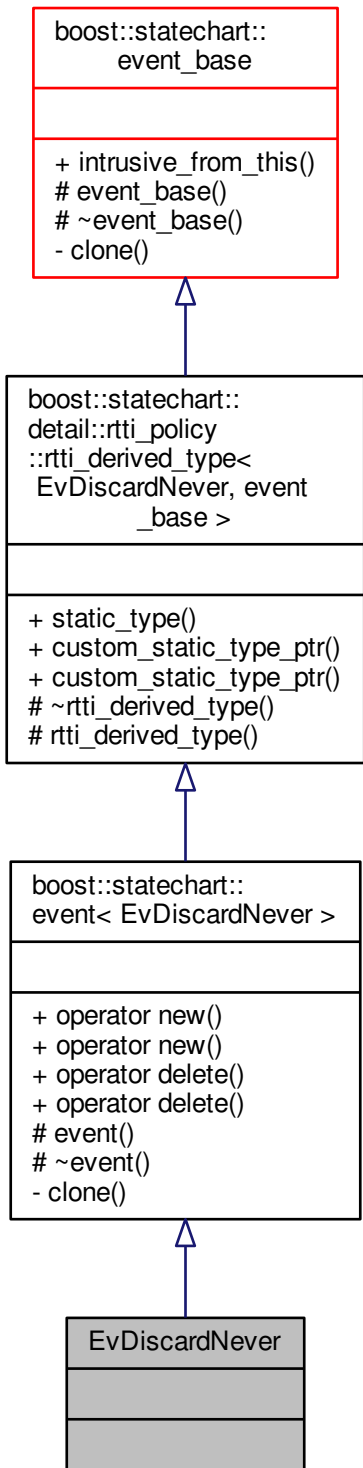 boost::statechart::
event_base
+ intrusive_from_this()
# event_base()
# ~event_base()
- clone()
boost::statechart::
detail::rtti_policy
::rtti_derived_type<
EvDiscardNever, event
_base >
+ static_type()
+ custom_static_type_ptr()
+ custom_static_type_ptr()
# ~rtti_derived_type()
# rtti_derived_type()
boost::statechart::
event< EvDiscardNever >
+ operator new()
+ operator new()
+ operator delete()
+ operator delete()
# event()
# ~event()
- clone()
EvDiscardNever